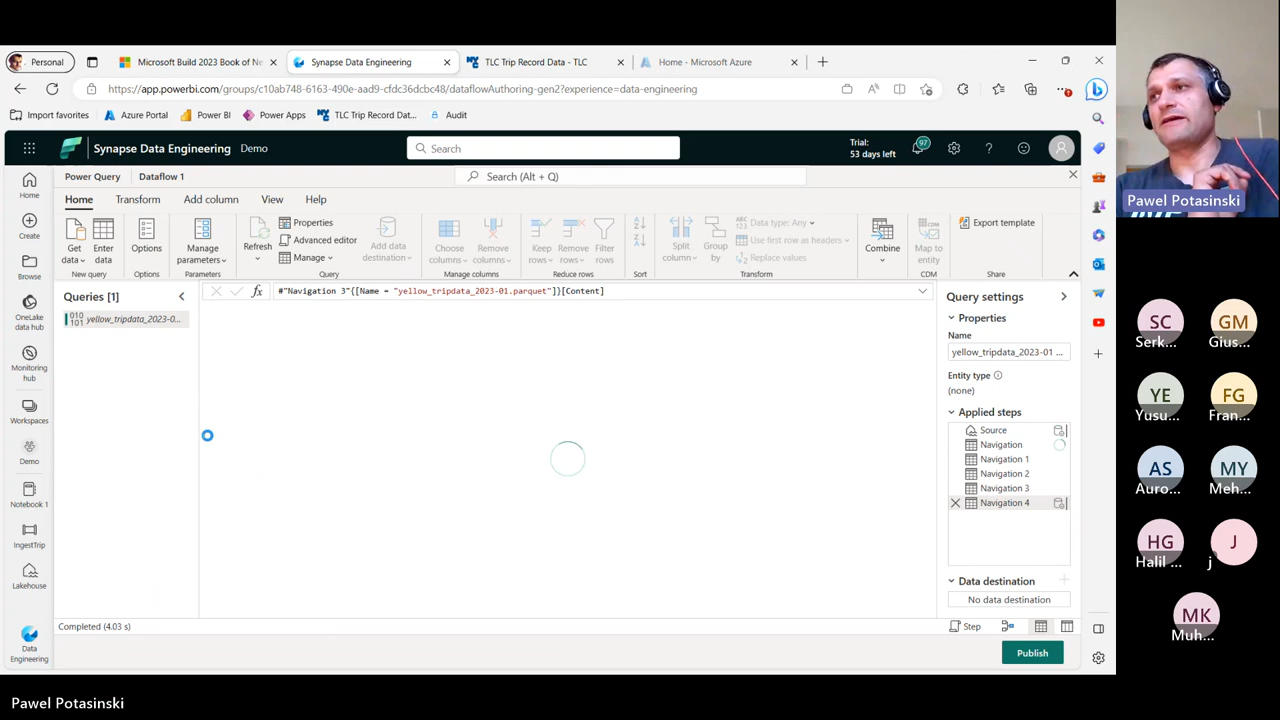 Personal
Microsoft Build 2023 Book of Ne
Synapse Data Engineering
TLC Trip Record Data - TLC
Home - Microsoft Azure
https://app.powerbi.com/groups/c10ab748-6163-490e-aad9-cfdc36dcbc48/dataflowAuthoring-gen2?experience=data-engineering
Import favorites
Azure Portal
Power BI
Power Apps
TLC Trip Record Dat...
Audit
Synapse Data Engineering
Demo
Search
Trial:
53 days left
97
Power Query
Dataflow 1
Search (Alt + Q)
Home
Transform
Add column
View
Help
Get data
Enter data
Options
Manage parameters
Refresh
Properties
Advanced editor
Manage
Add data destination
Choose columns
Remove columns
Keep rows
Remove rows
Filter rows
Split column
Group by
Data type: Any
Use first row as headers
Replace values
Combine
Map to entity
Export template
New query
Options
Parameters
Query
Manage columns
Reduce rows
Sort
Transform
CDM
Share
Home
Create
Browse
OneLake data hub
Monitoring hub
Workspaces
Demo
Notebook 1
IngestTrip
Lakehouse
Data Engineering
Queries [1]
yellow_tripdata_2023-0...
#"Navigation 3"{[Name = "yellow_tripdata_2023-01.parquet"]}[Content]
Query settings
Properties
Name
yellow_tripdata_2023-01 ...
Entity type
(none)
Applied steps
Source
Navigation
Navigation 1
Navigation 2
Navigation 3
Navigation 4
Data destination
No data destination
Completed (4.03 s)
Step
Publish
Pawel Potasinski
SC
Serk...
GM
Gius...
YE
Yusu...
FG
Fran...
AS
Auro...
MY
Meh...
HG
Halil ...
J
j
MK
Muh...
Pawel Potasinski